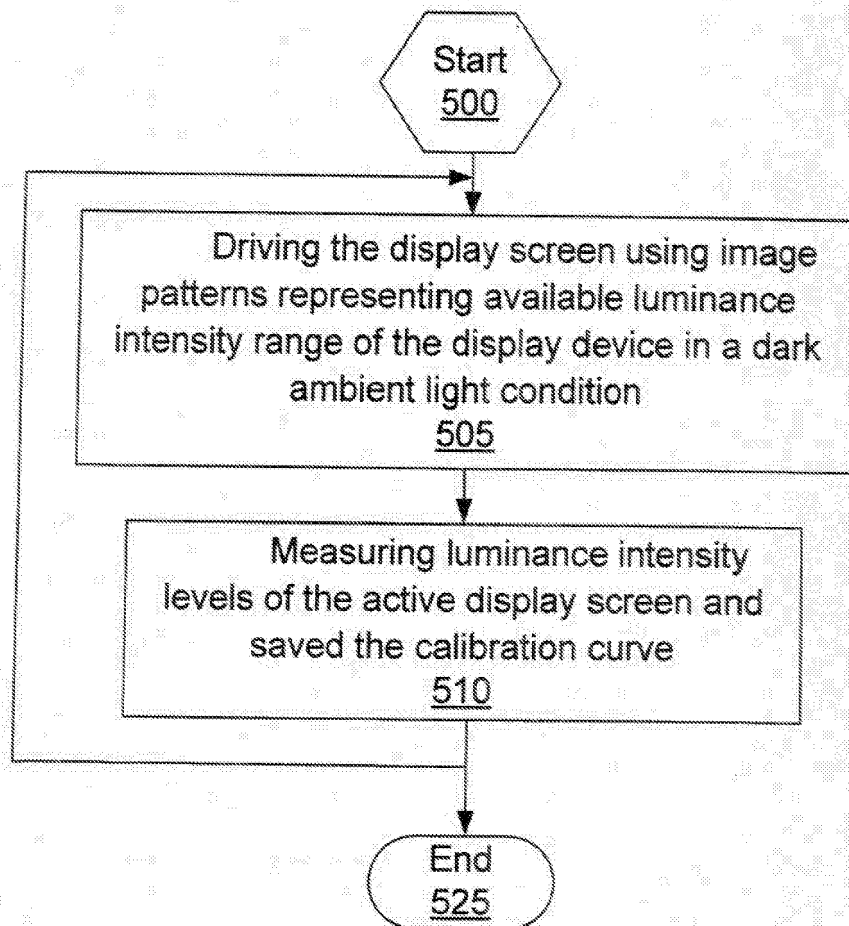 Start
500
Driving the display screen using image
patterns representing available luminance
intensity range of the display device in a dark
ambient light condition
505
Measuring luminance intensity
levels of the active display screen and
saved the calibration curve
510
End
525